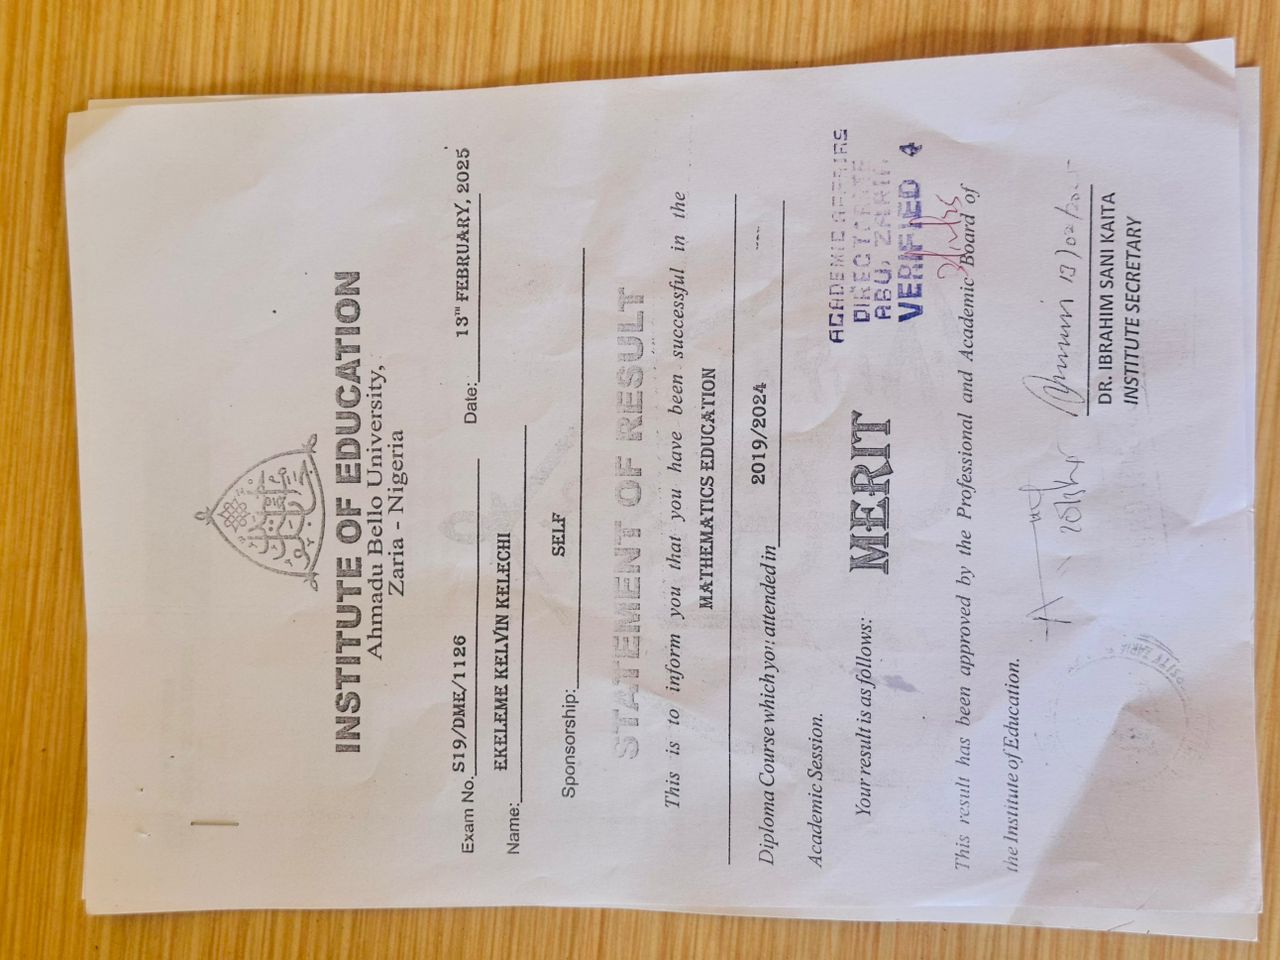 INSTITUTE OF EDUCATION
Ahmadu Bello University,
Zaria - Nigeria
Exam No. S19/DME/1126 Date: 13TH FEBRUARY, 2025
Name: EKELEME KELVIN KELECHI
Sponsorship: SELF
STATEMENT OF RESULT
This is to inform you that you have been successful in the
MATHEMATICS EDUCATION
Diploma Course which you attended in 2019/2024
Academic Session.
Your result is as follows: MERIT
ACADEMIC AFFAIRS
DIRECTORATE
ABU, ZARIA.
VERIFIED 4
This result has been approved by the Professional and Academic Board of
the Institute of Education.
13/02/2025
DR. IBRAHIM SANI KAITA
INSTITUTE SECRETARY